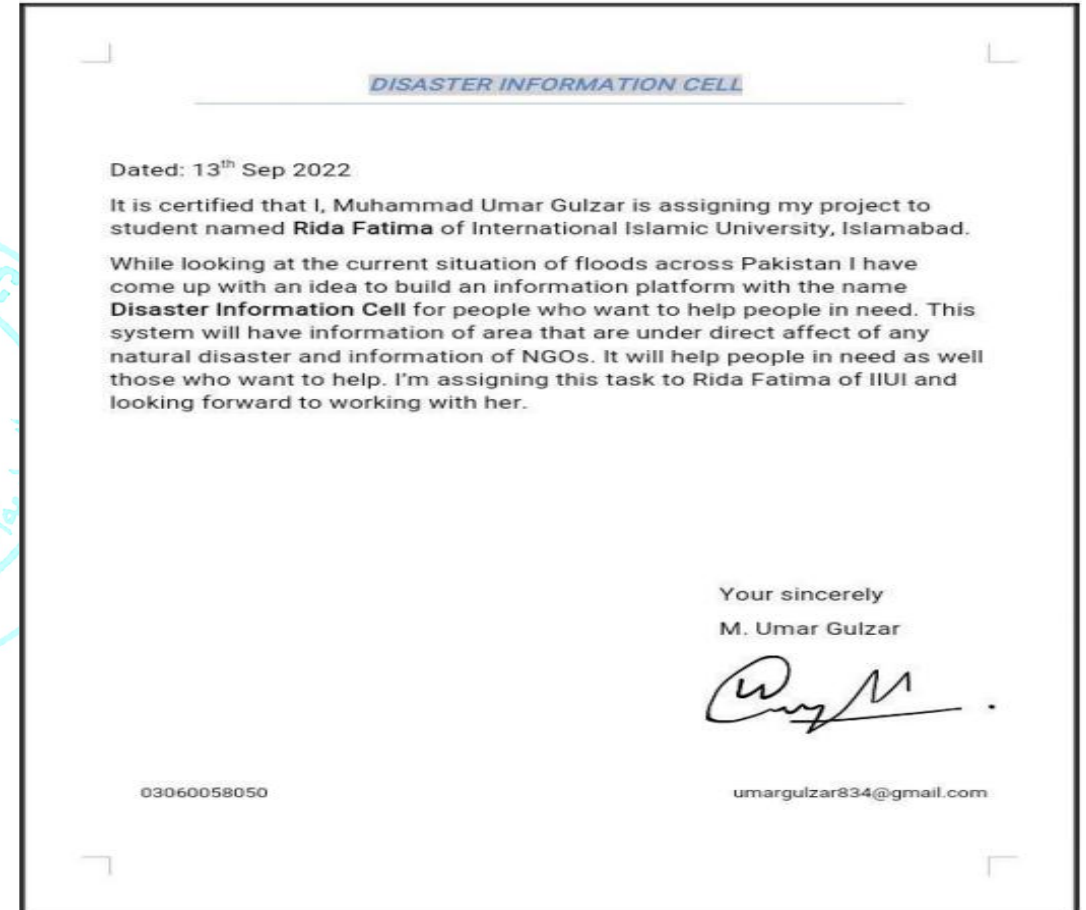 DISASTER INFORMATION CELL
Dated: 13th Sep 2022
It is certified that I, Muhammad Umar Gulzar is assigning my project to
student named Rida Fatima of International Islamic University, Islamabad.
While looking at the current situation of floods across Pakistan I have
come up with an idea to build an information platform with the name
Disaster Information Cell for people who want to help people in need. This
system will have information of area that are under direct affect of any
natural disaster and information of NGOs. It will help people in need as well
those who want to help. I’m assigning this task to Rida Fatima of IIUI and
looking forward to working with her.
Your sincerely
M. Umar Gulzar
03060058050
umargulzar834@gmail.com